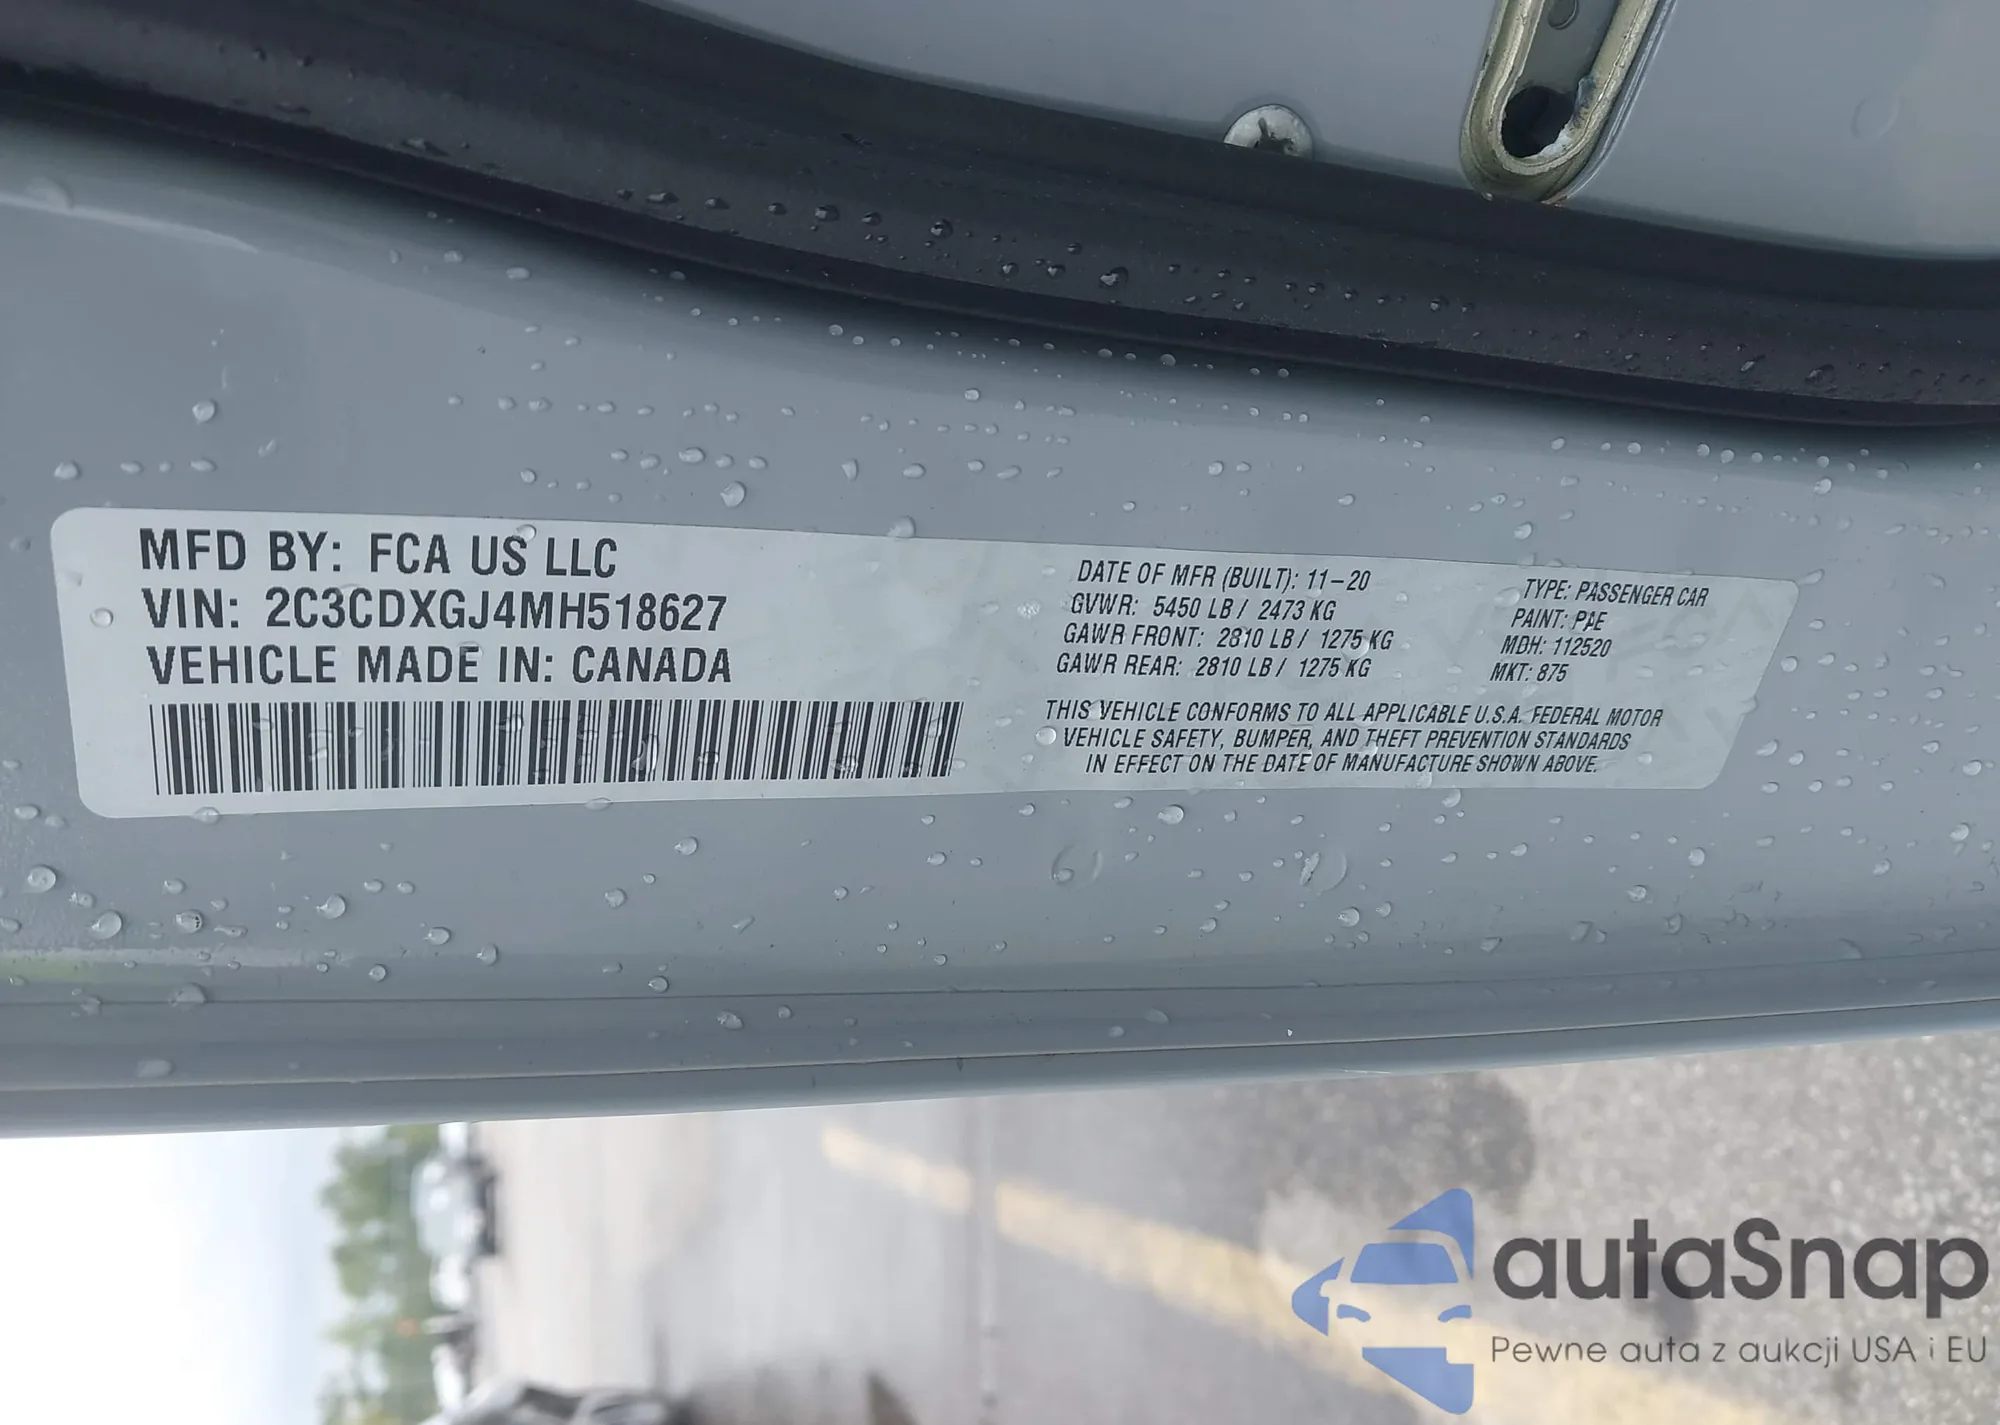 MFD BY: FCA US LLC
VIN: 2C3CDXGJ4MH518627
VEHICLE MADE IN: CANADA
DATE OF MFR (BUILT): 11-20
GVWR: 5450 LB / 2473 KG
GAWR FRONT: 2810 LB / 1275 KG
GAWR REAR: 2810 LB / 1275 KG
TYPE: PASSENGER CAR
PAINT: PAE
MDH: 112520
MKT: 875
THIS VEHICLE CONFORMS TO ALL APPLICABLE U.S.A. FEDERAL MOTOR
VEHICLE SAFETY, BUMPER, AND THEFT PREVENTION STANDARDS
IN EFFECT ON THE DATE OF MANUFACTURE SHOWN ABOVE.
autaSnap
Pewne auta z aukcji USA i EU